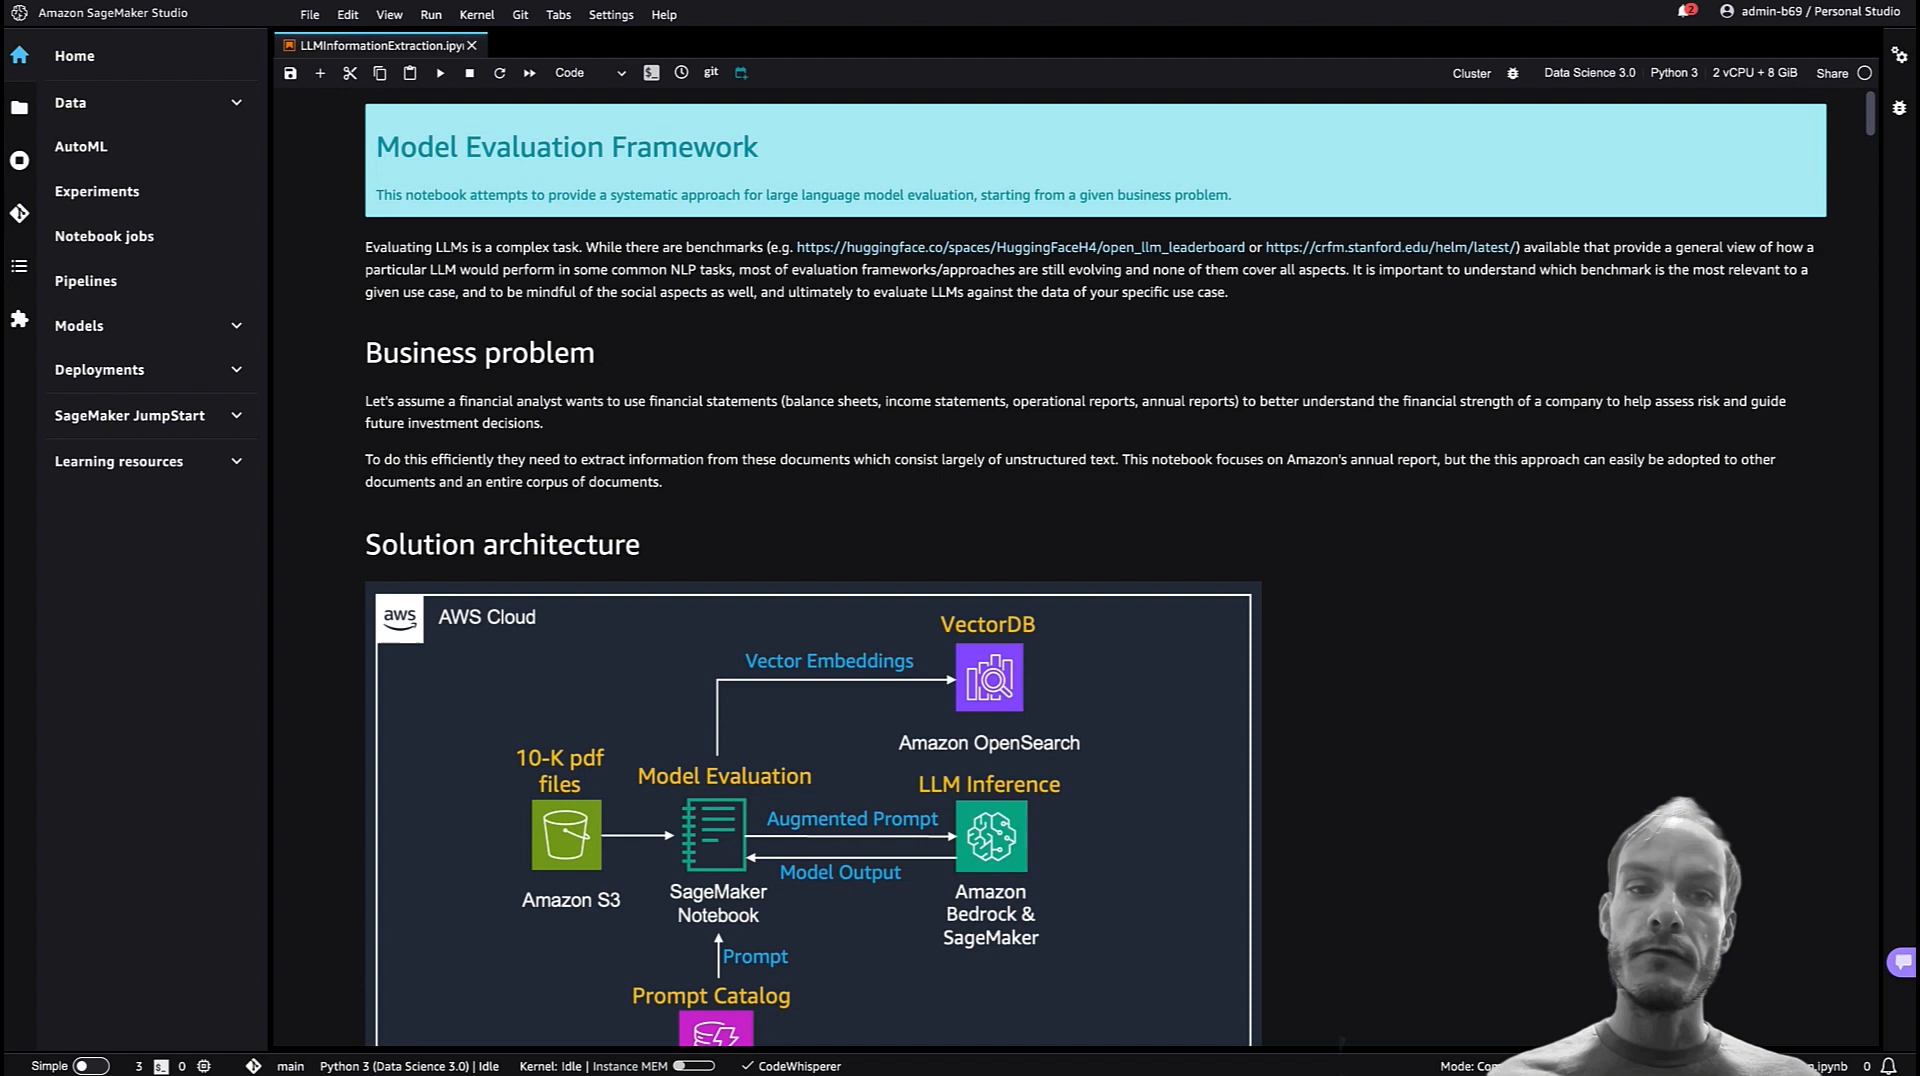 Amazon SageMaker Studio
File Edit View Run Kernel Git Tabs Settings Help
2
admin-b69 / Personal Studio
Home
Data
AutoML
Experiments
Notebook jobs
Pipelines
Models
Deployments
SageMaker JumpStart
Learning resources
LLMInformationExtraction.ipy
Code
git
Cluster
Data Science 3.0
Python 3
2 vCPU + 8 GiB
Share
Model Evaluation Framework
This notebook attempts to provide a systematic approach for large language model evaluation, starting from a given business problem.
Evaluating LLMs is a complex task. While there are benchmarks (e.g. https://huggingface.co/spaces/HuggingFaceH4/open_llm_leaderboard or https://crfm.stanford.edu/helm/latest/) available that provide a general view of how a
particular LLM would perform in some common NLP tasks, most of evaluation frameworks/approaches are still evolving and none of them cover all aspects. It is important to understand which benchmark is the most relevant to a
given use case, and to be mindful of the social aspects as well, and ultimately to evaluate LLMs against the data of your specific use case.
Business problem
Let's assume a financial analyst wants to use financial statements (balance sheets, income statements, operational reports, annual reports) to better understand the financial strength of a company to help assess risk and guide
future investment decisions.
To do this efficiently they need to extract information from these documents which consist largely of unstructured text. This notebook focuses on Amazon's annual report, but the this approach can easily be adopted to other
documents and an entire corpus of documents.
Solution architecture
aws
AWS Cloud
VectorDB
Vector Embeddings
Amazon OpenSearch
10-K pdf
files
Model Evaluation
LLM Inference
Augmented Prompt
Model Output
Amazon S3
SageMaker
Notebook
Amazon
Bedrock &
SageMaker
Prompt
Prompt Catalog
Simple
3
0
main
Python 3 (Data Science 3.0) | Idle
Kernel: Idle | Instance MEM
CodeWhisperer
Mode: Co
.ipynb
0